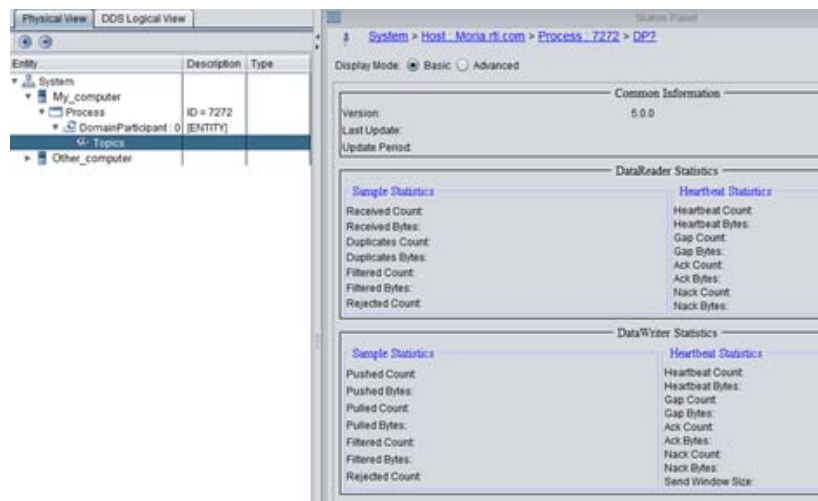 Physical View DDS Logical View
Status Panel
System > Host : Moria.rti.com > Process : 7272 > DP?
Entity Description Type
System
My_computer
Process ID = 7272
DomainParticipant : 0 [ENTITY]
Topics
Other_computer
Display Mode: Basic Advanced
Common Information
Version: 5.0.0
Last Update:
Update Period:
DataReader Statistics
Sample Statistics
Received Count:
Received Bytes:
Duplicates Count:
Duplicates Bytes:
Filtered Count:
Filtered Bytes:
Rejected Count:
Heartbeat Statistics
Heartbeat Count:
Heartbeat Bytes:
Gap Count:
Gap Bytes:
Ack Count:
Ack Bytes:
Nack Count:
Nack Bytes:
DataWriter Statistics
Sample Statistics
Pushed Count:
Pushed Bytes:
Pulled Count:
Pulled Bytes:
Filtered Count:
Filtered Bytes:
Rejected Count:
Heartbeat Statistics
Heartbeat Count:
Heartbeat Bytes:
Gap Count:
Gap Bytes:
Ack Count:
Ack Bytes:
Nack Count:
Nack Bytes:
Send Window Size: